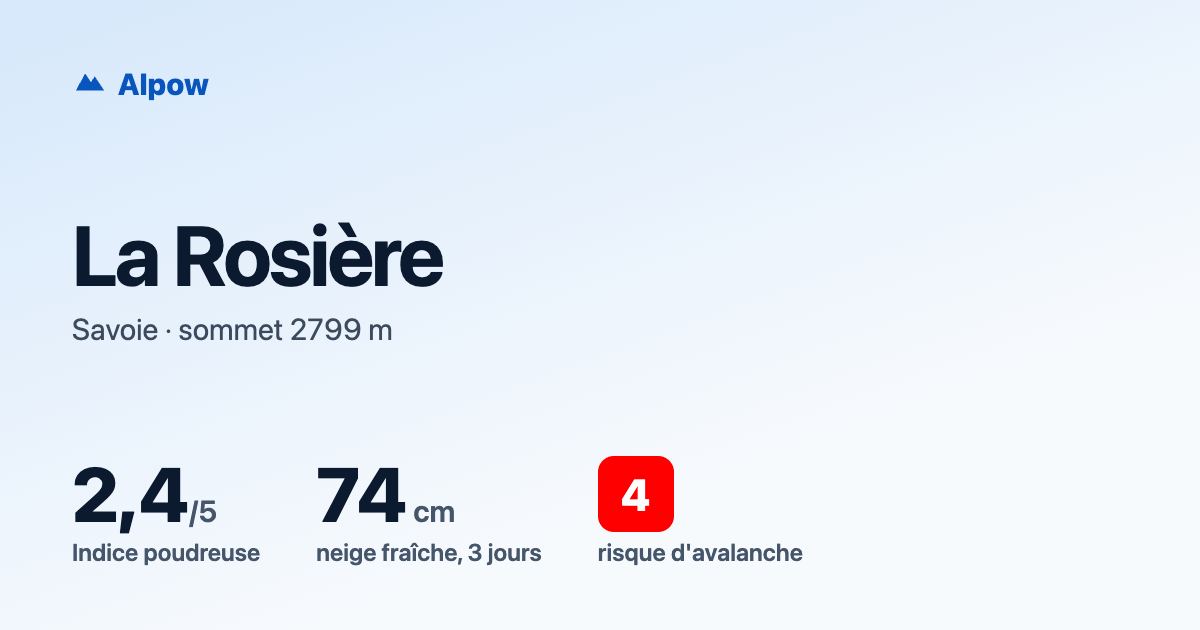 Alpow
La Rosière
Savoie · sommet 2799 m
2,4/5
Indice poudreuse
74 cm
neige fraîche, 3 jours
4
risque d'avalanche